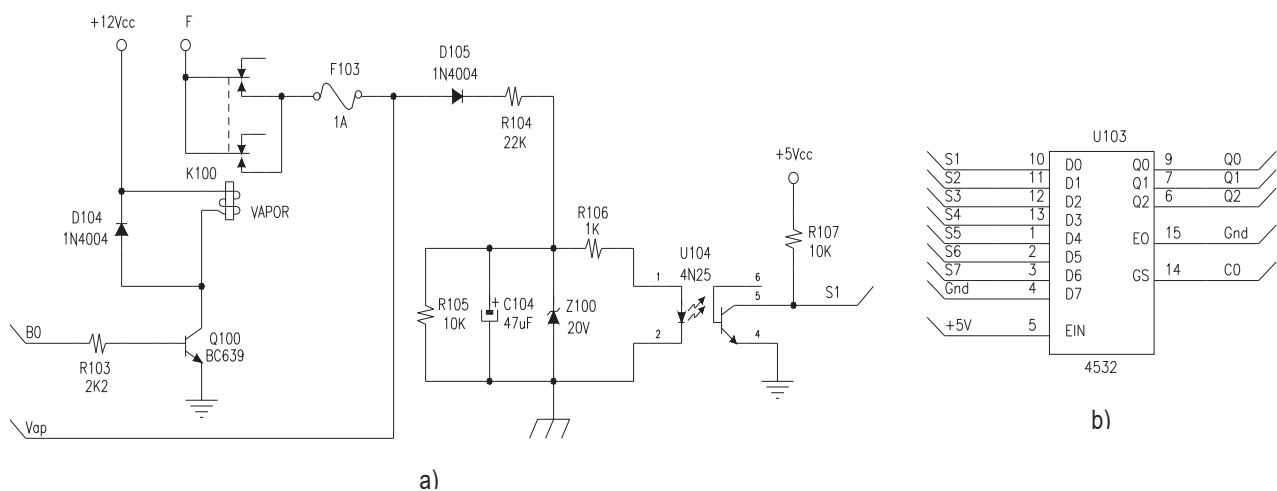 +12Vcc
F
F103
1A
D105
1N4004
R104
22K
K100
VAPOR
D104
1N4004
+5Vcc
R106
1K
R107
10K
U104
4N25
1
2
6
5
4
S1
R105
10K
+
C104
47uF
Z100
20V
B0
R103
2K2
Q100
BC639
Vap
a)
U103
S1 10 D0 Q0 9 Q0
S2 11 D1 Q1 7 Q1
S3 12 D2 Q2 6 Q2
S4 13 D3
S5 1 D4 EO 15 Gnd
S6 2 D5
S7 3 D6 GS 14 C0
Gnd 4 D7
+5V 5 EIN
4532
b)